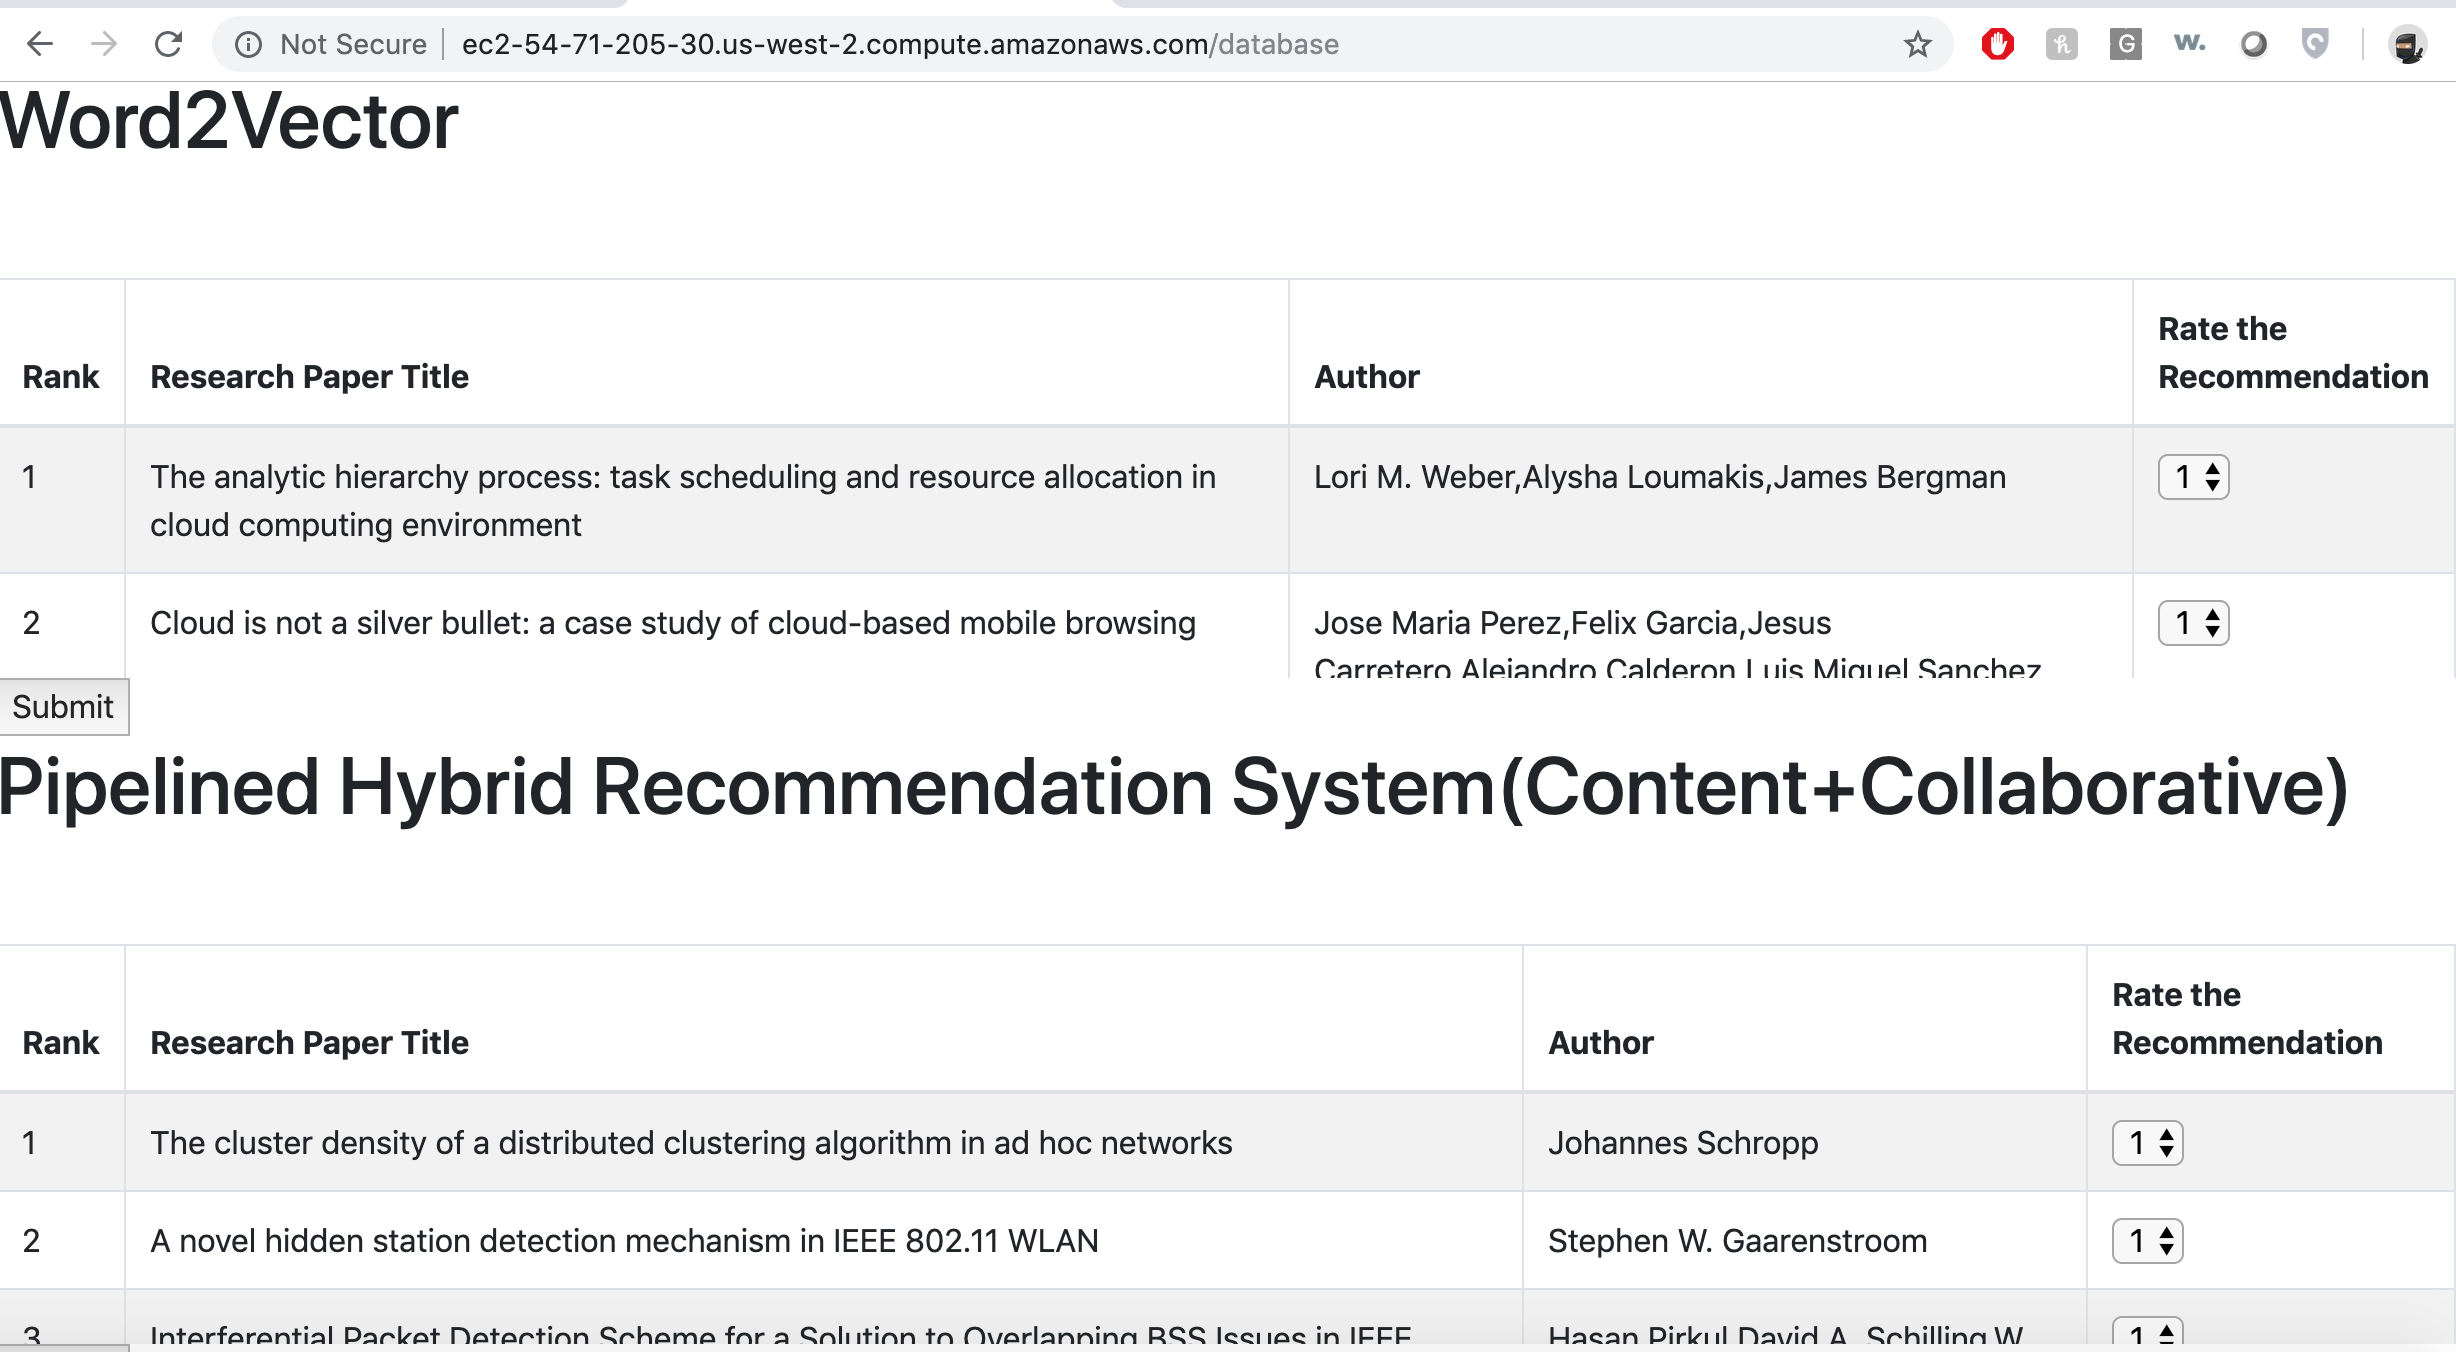 Not Secure | ec2-54-71-205-30.us-west-2.compute.amazonaws.com/database
Word2Vector
Rank Research Paper Title Author Rate the
Recommendation
1 The analytic hierarchy process: task scheduling and resource allocation in Lori M. Weber,Alysha Loumakis,James Bergman 1
cloud computing environment
2 Cloud is not a silver bullet: a case study of cloud-based mobile browsing Jose Maria Perez,Felix Garcia,Jesus 1
Carretero,Alejandro Calderon,Luis Miguel Sanchez
Submit
Pipelined Hybrid Recommendation System(Content+Collaborative)
Rank Research Paper Title Author Rate the
Recommendation
1 The cluster density of a distributed clustering algorithm in ad hoc networks Johannes Schropp 1
2 A novel hidden station detection mechanism in IEEE 802.11 WLAN Stephen W. Gaarenstroom 1
3 Interferential Packet Detection Scheme for a Solution to Overlapping BSS Issues in IEEE Hasan Pirkul,David A. Schilling,W 1